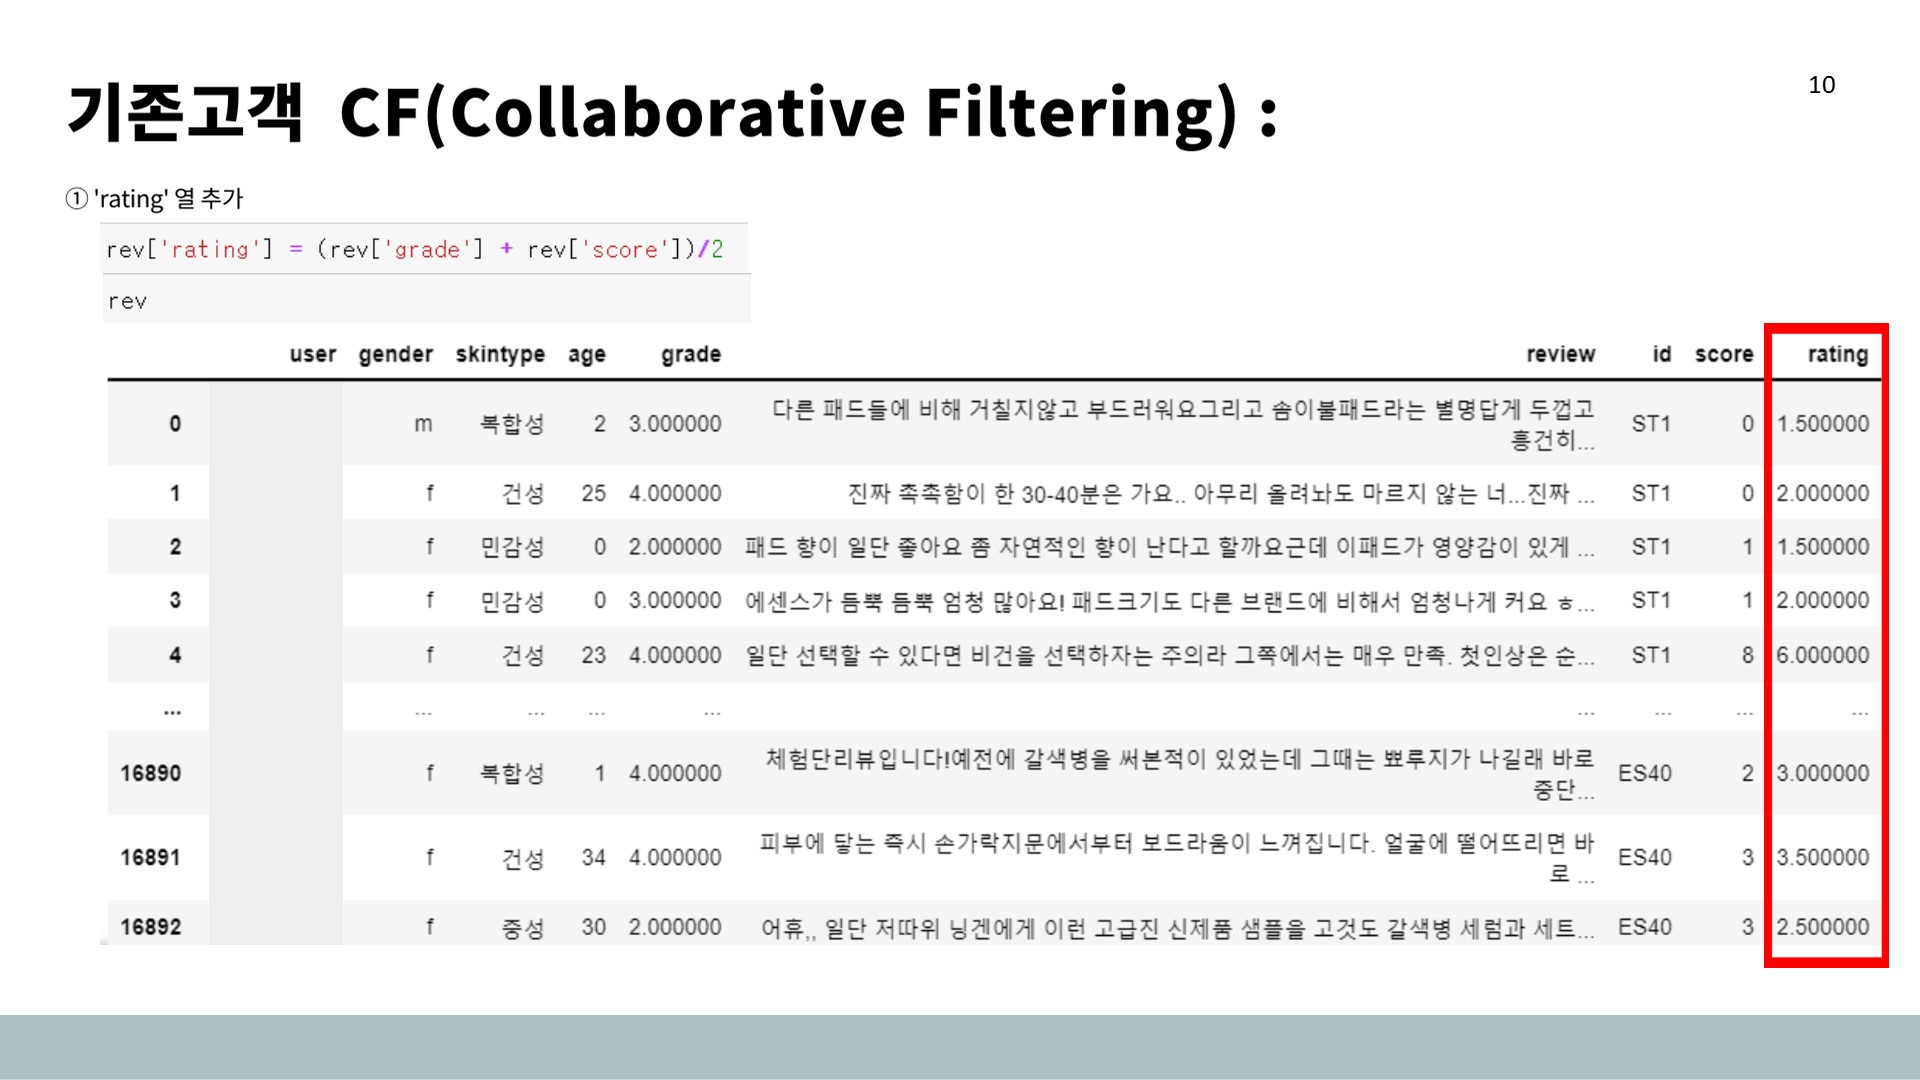 기존고객 CF(Collaborative Filtering) :
10
① 'rating' 열 추가
rev['rating'] = (rev['grade'] + rev['score'])/2
rev
user gender skintype age grade review id score rating
0 m 복합성 2 3.000000 다른 패드들에 비해 거칠지않고 부드러워요그리고 솜이불패드라는 별명답게 두껍고 흥건히... ST1 0 1.500000
1 f 건성 25 4.000000 진짜 촉촉함이 한 30-40분은 가요.. 아무리 올려놔도 마르지 않는 너...진짜 ... ST1 0 2.000000
2 f 민감성 0 2.000000 패드 향이 일단 좋아요 좀 자연적인 향이 난다고 할까요근데 이패드가 영양감이 있게 ... ST1 1 1.500000
3 f 민감성 0 3.000000 에센스가 듬뿍 듬뿍 엄청 많아요! 패드크기도 다른 브랜드에 비해서 엄청나게 커요 ㅎ... ST1 1 2.000000
4 f 건성 23 4.000000 일단 선택할 수 있다면 비건을 선택하자는 주의라 그쪽에서는 매우 만족. 첫인상은 순... ST1 8 6.000000
... ... ... ... ... ... ... ... ...
16890 f 복합성 1 4.000000 체험단리뷰입니다!예전에 갈색병을 써본적이 있었는데 그때는 뾰루지가 나길래 바로 중단... ES40 2 3.000000
16891 f 건성 34 4.000000 피부에 닿는 즉시 손가락지문에서부터 보드라움이 느껴집니다. 얼굴에 떨어뜨리면 바로 ... ES40 3 3.500000
16892 f 중성 30 2.000000 어휴,, 일단 저따위 닝겐에게 이런 고급진 신제품 샘플을 고것도 갈색병 세럼과 세트... ES40 3 2.500000